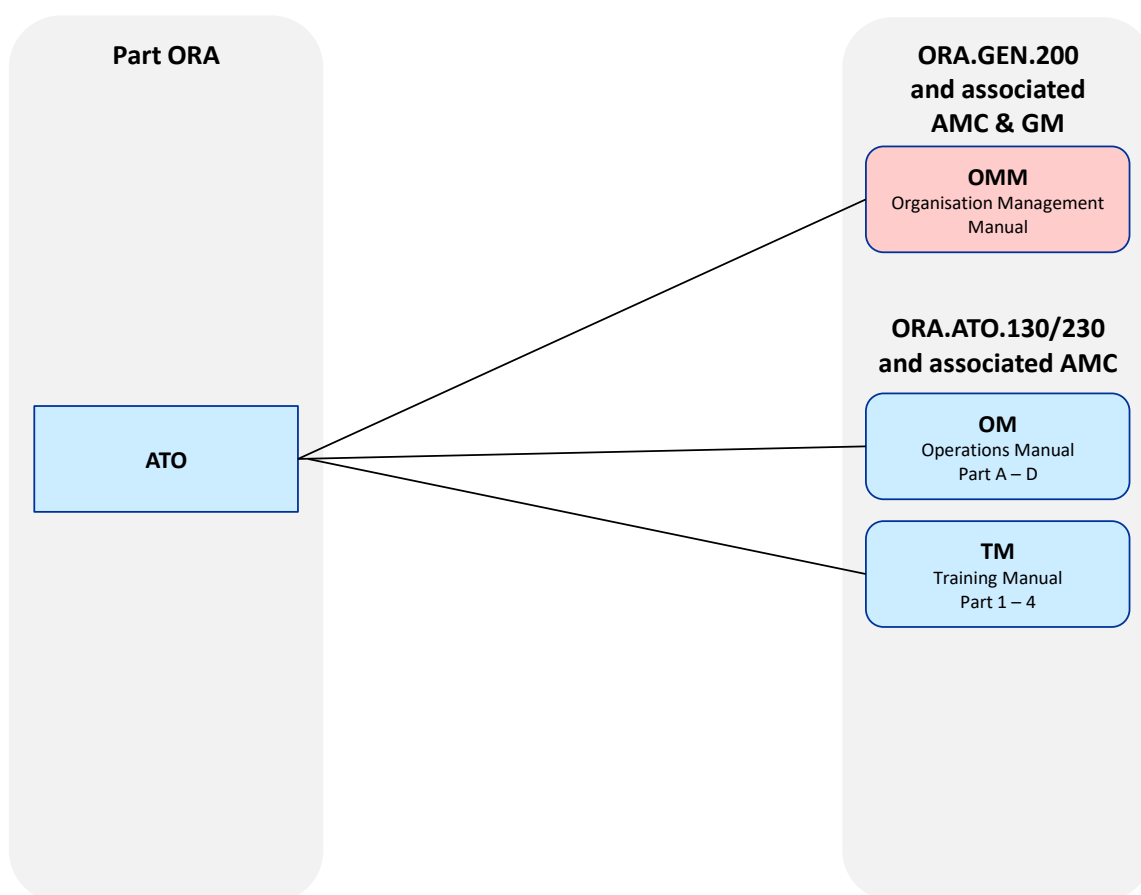 Part ORA
ATO
ORA.GEN.200
and associated
AMC & GM
OMM
Organisation Management
Manual
ORA.ATO.130/230
and associated AMC
OM
Operations Manual
Part A – D
TM
Training Manual
Part 1 – 4